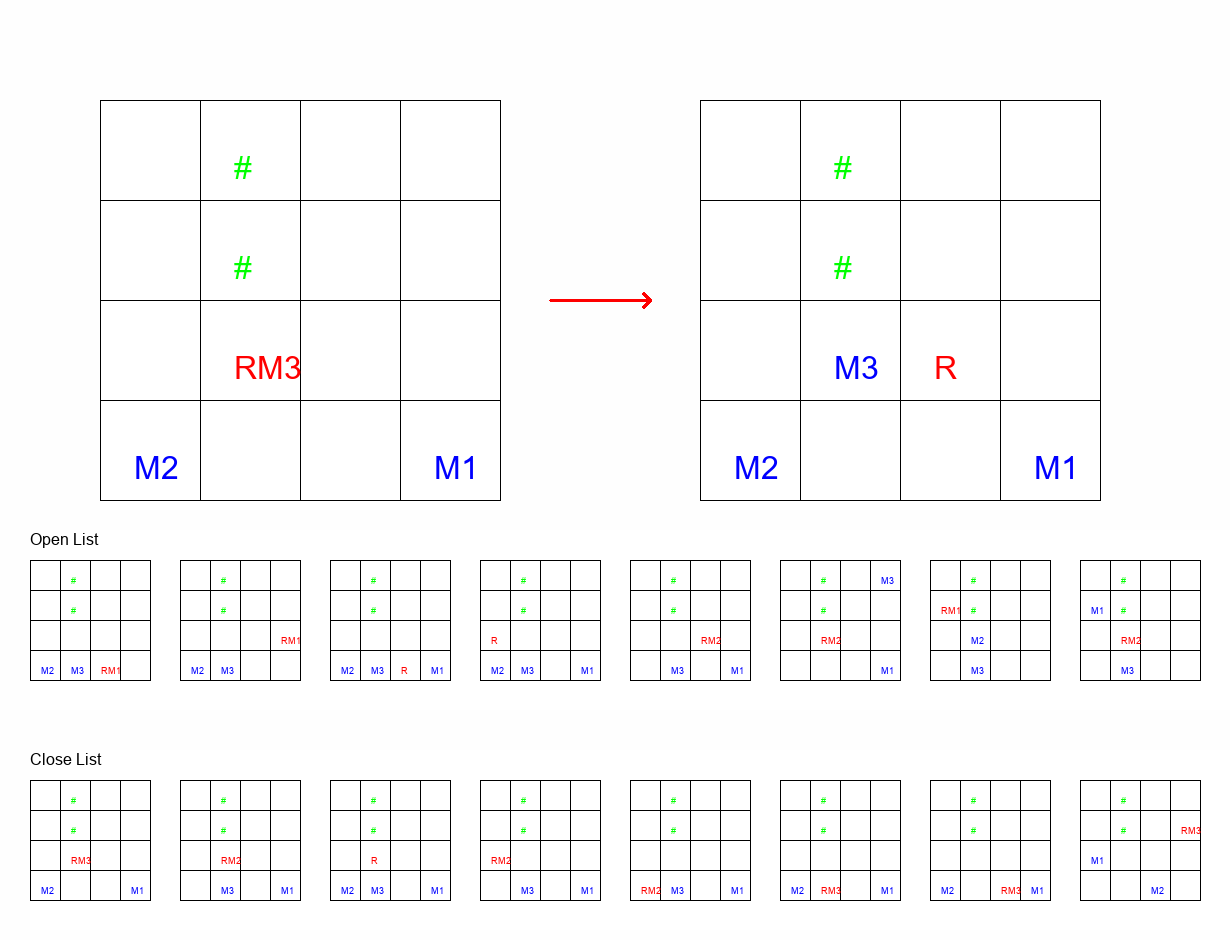 # #
# #
RM3 M3 R
M2 M1 M2 M1
Open List
# # # # # # M3 # #
# # # # # # RM1 # M1 #
RM1 R RM2 RM2 M2 RM2
M2 M3 RM1 M2 M3 M2 M3 R M1 M2 M3 M1 M3 M1 M1 M3 M3
Close List
# # # # # # # #
# # # # # # # # RM3
RM3 RM2 R RM2 M1
M2 M1 M3 M1 M2 M3 M1 M3 M1 RM2 M3 M1 M2 RM3 M1 M2 RM3 M1 M2